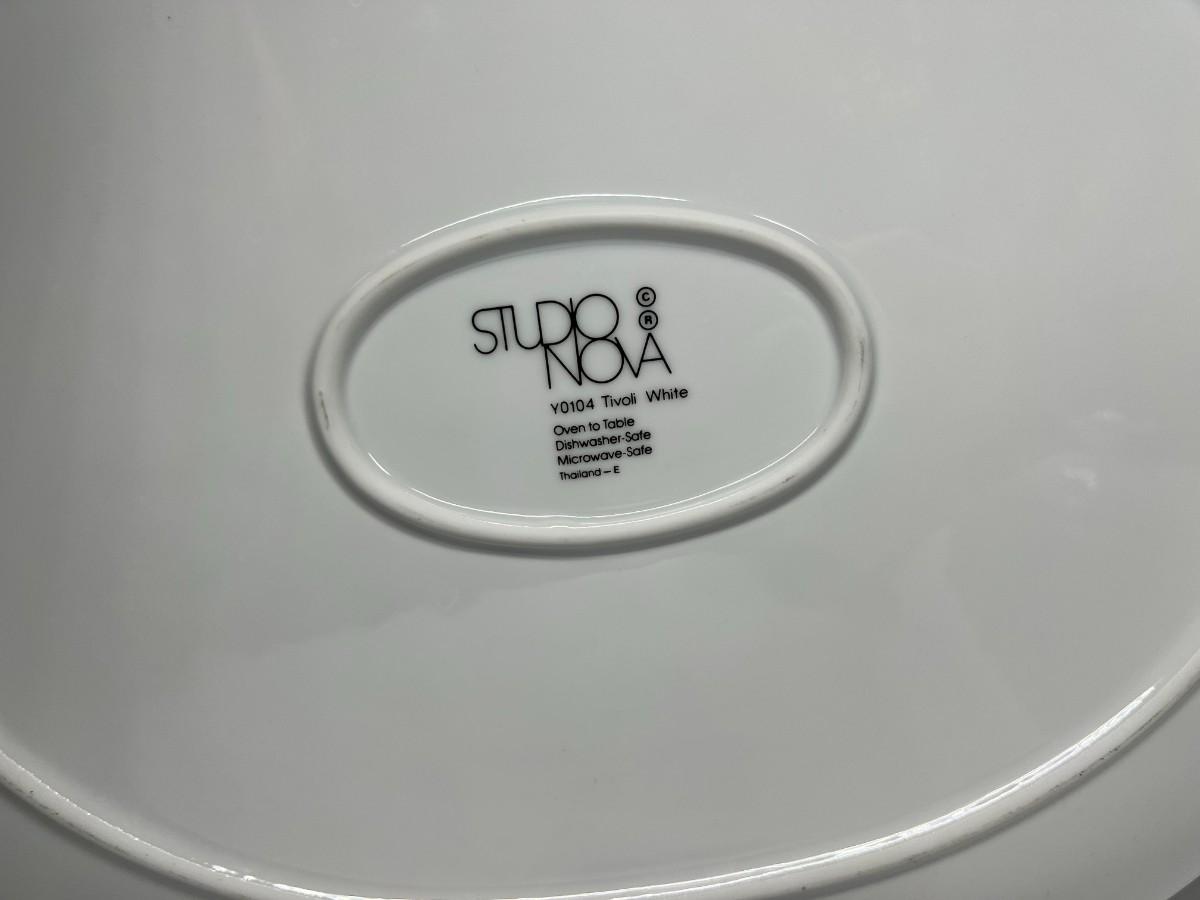 STUDIO ©
®
NOVA
Y0104 Tivoli White
Oven to Table
Dishwasher-Safe
Microwave-Safe
Thailand – E